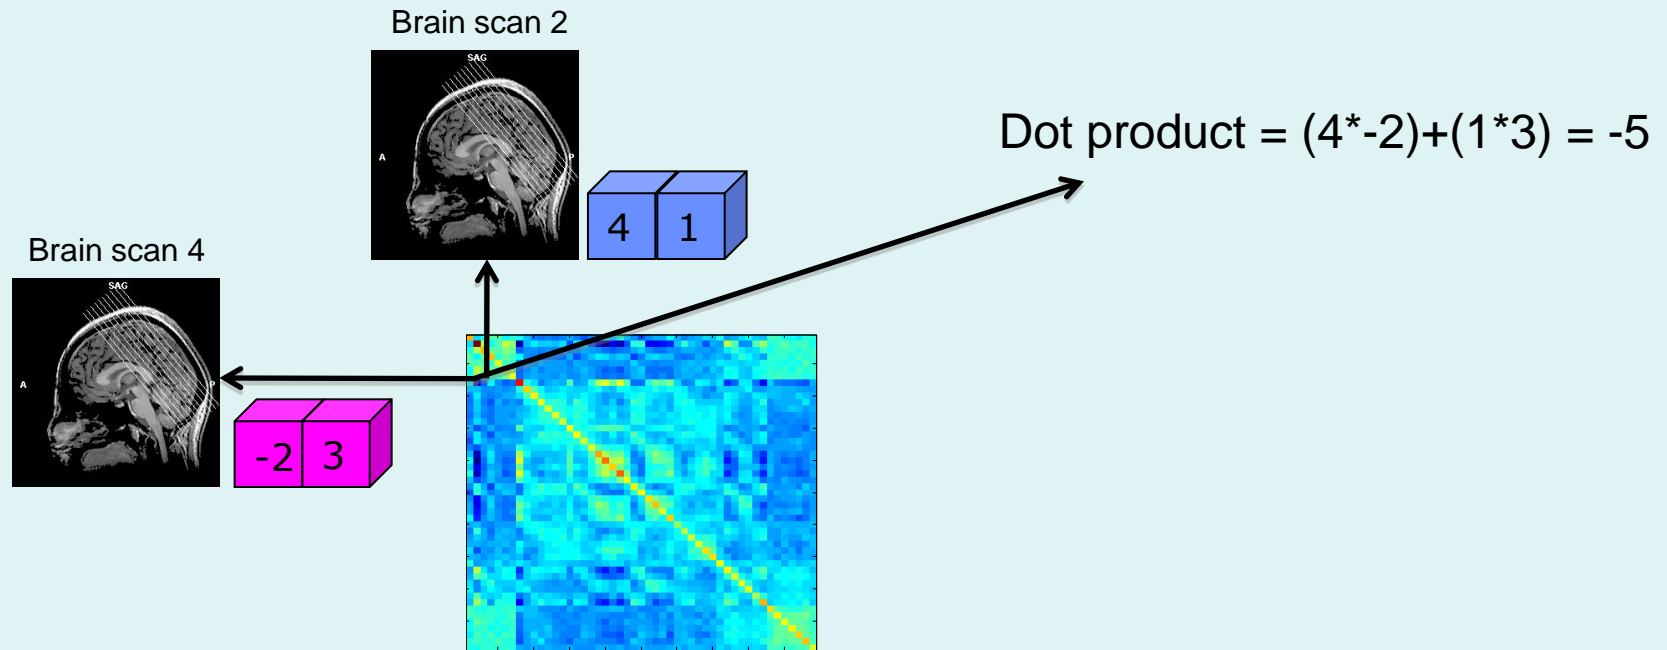 Brain scan 2
SAG
A
P
4 1
Dot product = (4*-2)+(1*3) = -5
Brain scan 4
SAG
A
P
-2 3